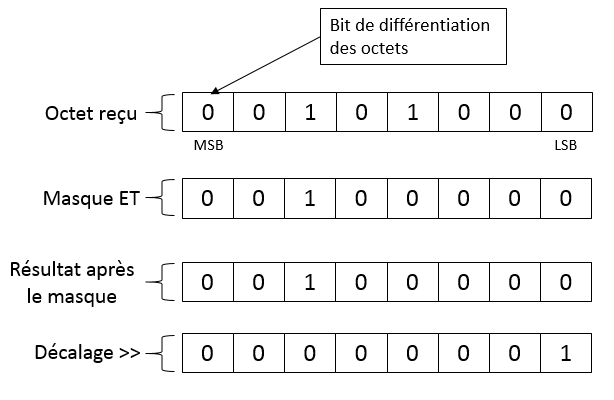 Bit de différentiation
des octets
Octet reçu
0 0 1 0 1 0 0 0
MSB
LSB
Masque ET
0 0 1 0 0 0 0 0
Résultat après
le masque
0 0 1 0 0 0 0 0
Décalage >>
0 0 0 0 0 0 0 1